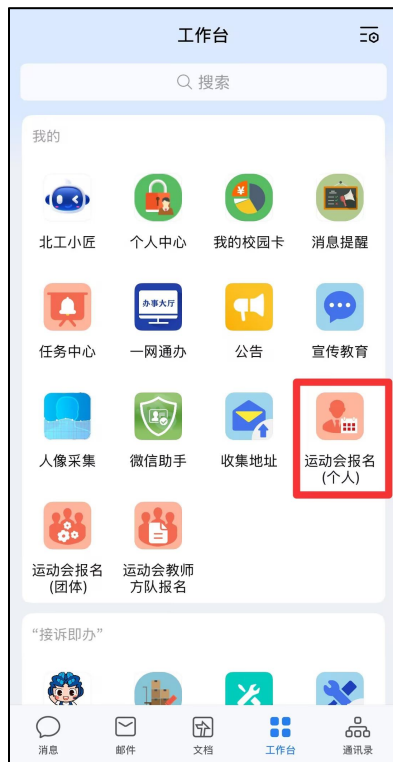 工作台
搜索
我的
北工小匠 个人中心 我的校园卡 消息提醒
办事大厅
任务中心 一网通办 公告 宣传教育
人像采集 微信助手 收集地址 运动会报名
(个人)
运动会报名 运动会教师
(团体) 方队报名
“接诉即办”
消息 邮件 文档 工作台 通讯录